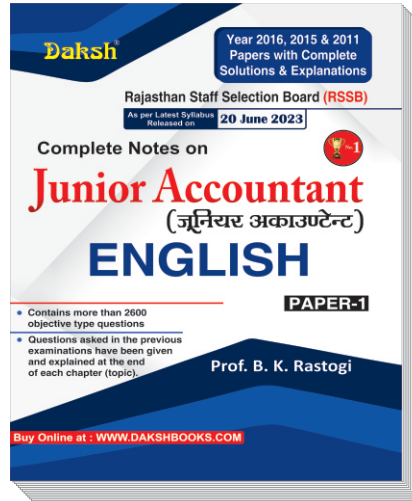 Daksh®
Year 2016, 2015 & 2011
Papers with Complete
Solutions & Explanations
Rajasthan Staff Selection Board (RSSB)
As per Latest Syllabus
Released on
20 June 2023
Complete Notes on
No.1
Junior Accountant
(जूनियर अकाउण्टेन्ट)
ENGLISH
PAPER-1
• Contains more than 2600
objective type questions
• Questions asked in the previous
examinations have been given
and explained at the end
of each chapter (topic).
Prof. B. K. Rastogi
Buy Online at : WWW.DAKSHBOOKS.COM